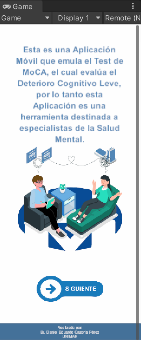 Game
Game Display 1 Remote (N
Esta es una Aplicación
Móvil que emula el Test de
MoCA, el cual evalúa el
Deterioro Cognitivo Leve,
por lo tanto esta
Aplicación es una
herramienta destinada a
especialistas de la Salud
Mental.
SIGUIENTE